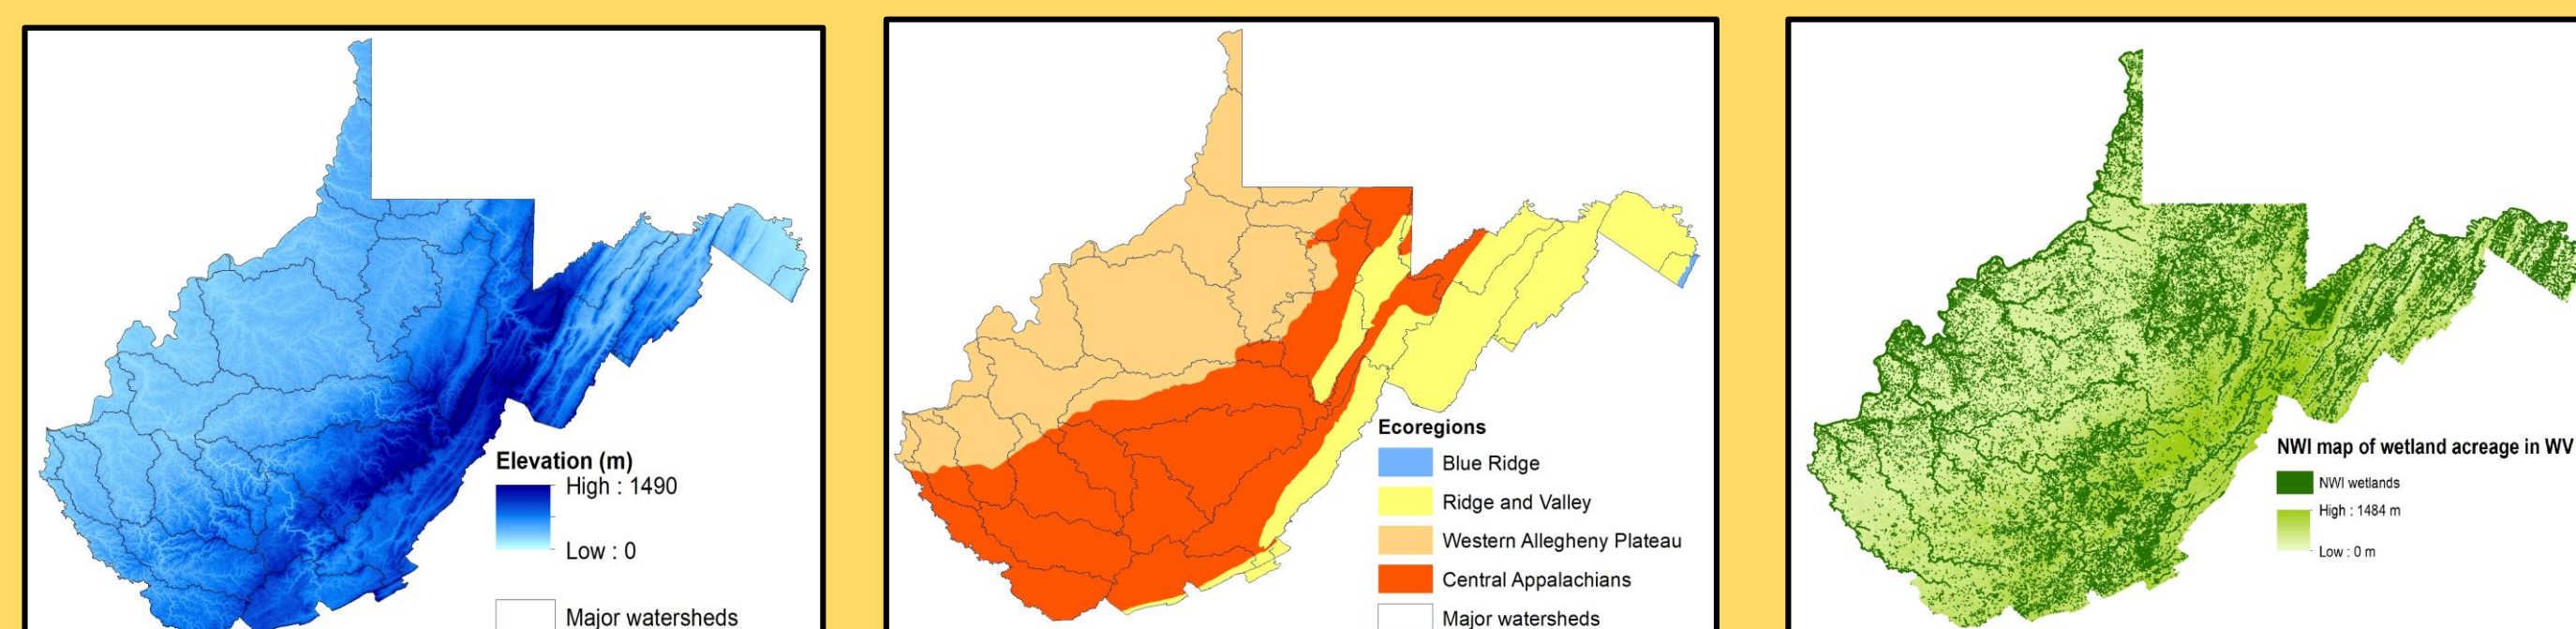 Elevation (m)
High : 1490
Low : 0
Major watersheds
Ecoregions
Blue Ridge
Ridge and Valley
Western Allegheny Plateau
Central Appalachians
Major watersheds
NWI map of wetland acreage in WV
NWI wetlands
High : 1484 m
Low : 0 m